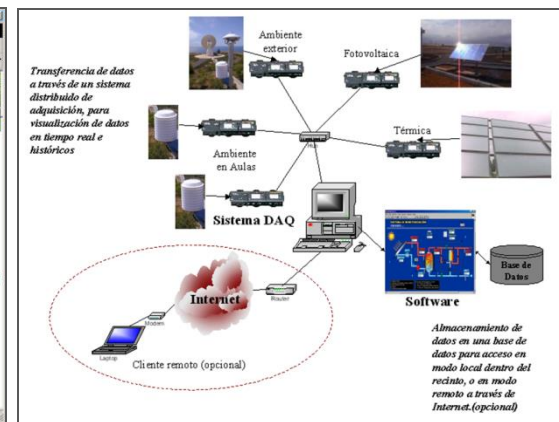 Ambiente
exterior
Fotovoltaica
Transferencia de datos
a través de un sistema
distribuido de
adquisición, para
visualización de datos
en tiempo real e
históricos
Térmica
Hub
Ambiente
en Aulas
Sistema DAQ
Base de
Datos
Software
Internet
Router
Modem
Laptop
Cliente remoto (opcional)
Almacenamiento de
datos en una base de
datos para acceso en
modo local dentro del
recinto, o en modo
remoto a través de
Internet.(opcional)